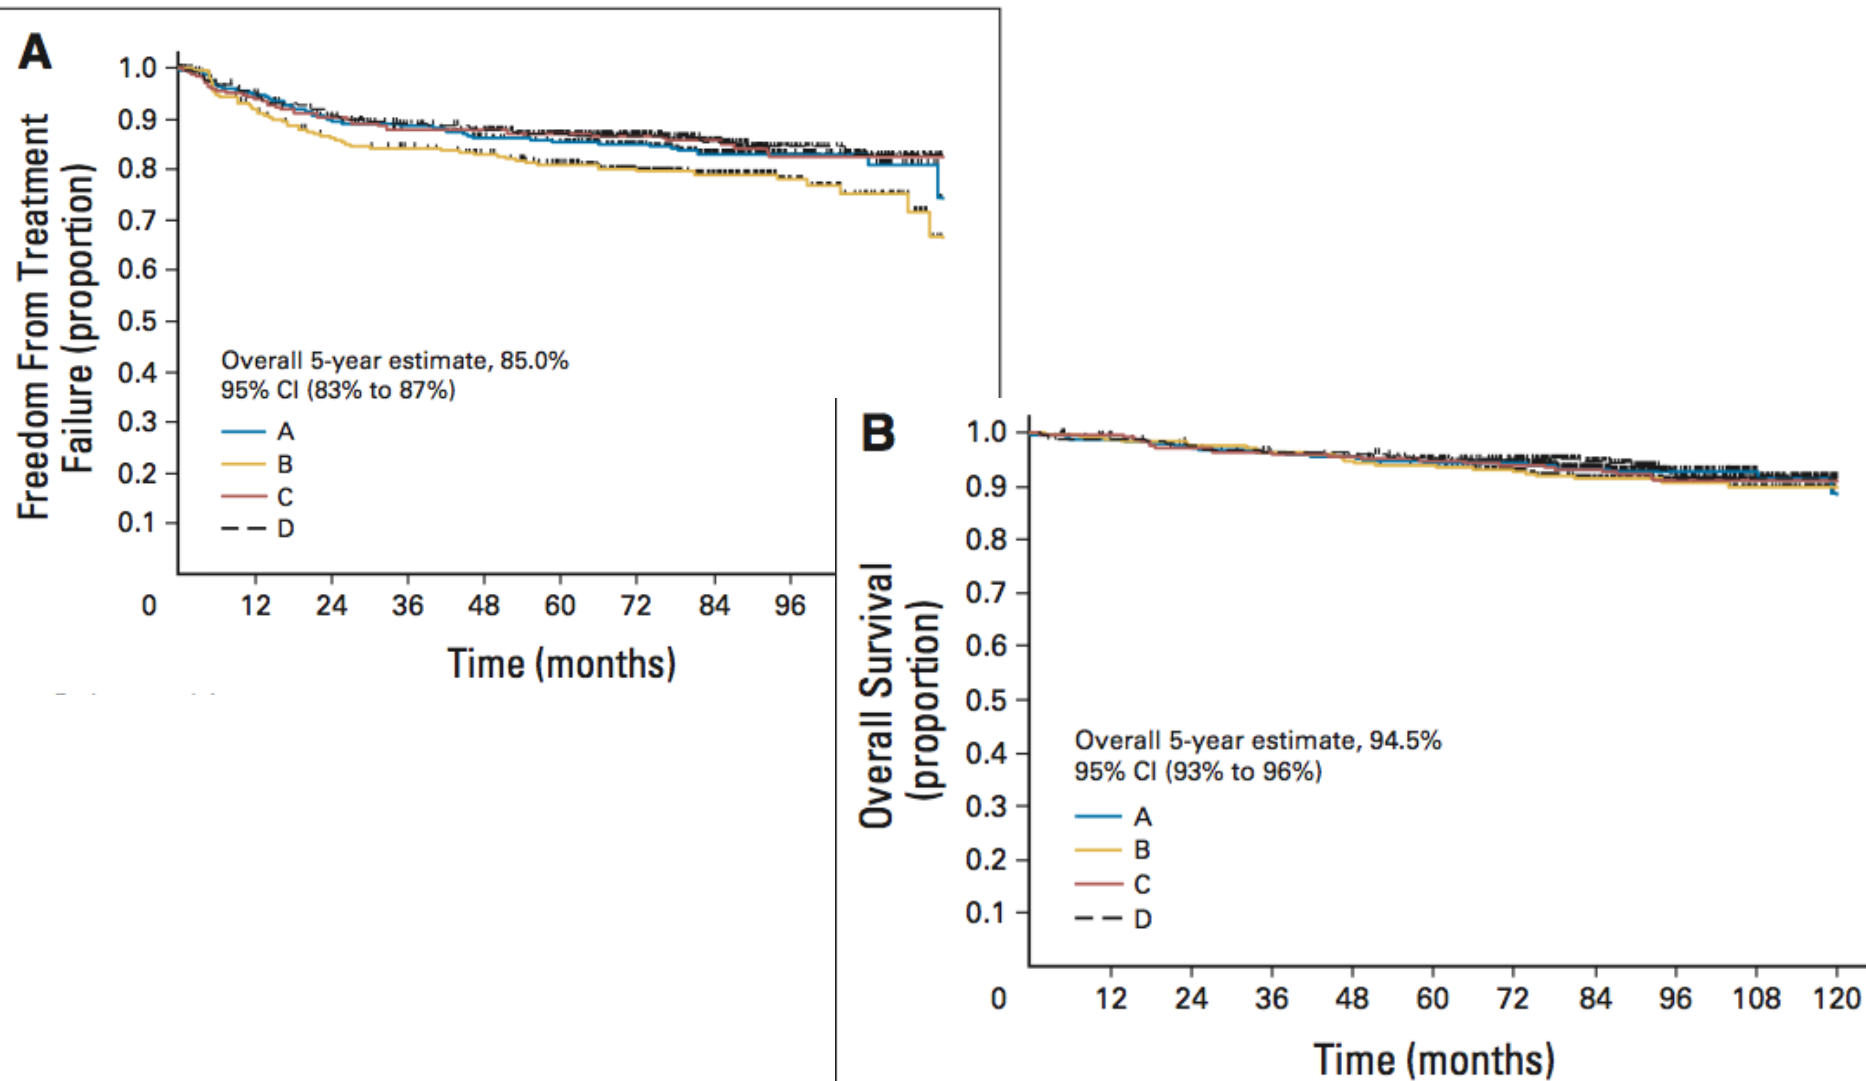 A
Freedom From Treatment
Failure (proportion)
1.0
0.9
0.8
0.7
0.6
0.5
0.4
0.3
0.2
0.1
Overall 5-year estimate, 85.0%
95% CI (83% to 87%)
A
B
C
D
0 12 24 36 48 60 72 84 96
Time (months)
B
Overall Survival
(proportion)
1.0
0.9
0.8
0.7
0.6
0.5
0.4
0.3
0.2
0.1
Overall 5-year estimate, 94.5%
95% CI (93% to 96%)
A
B
C
D
0 12 24 36 48 60 72 84 96 108 120
Time (months)